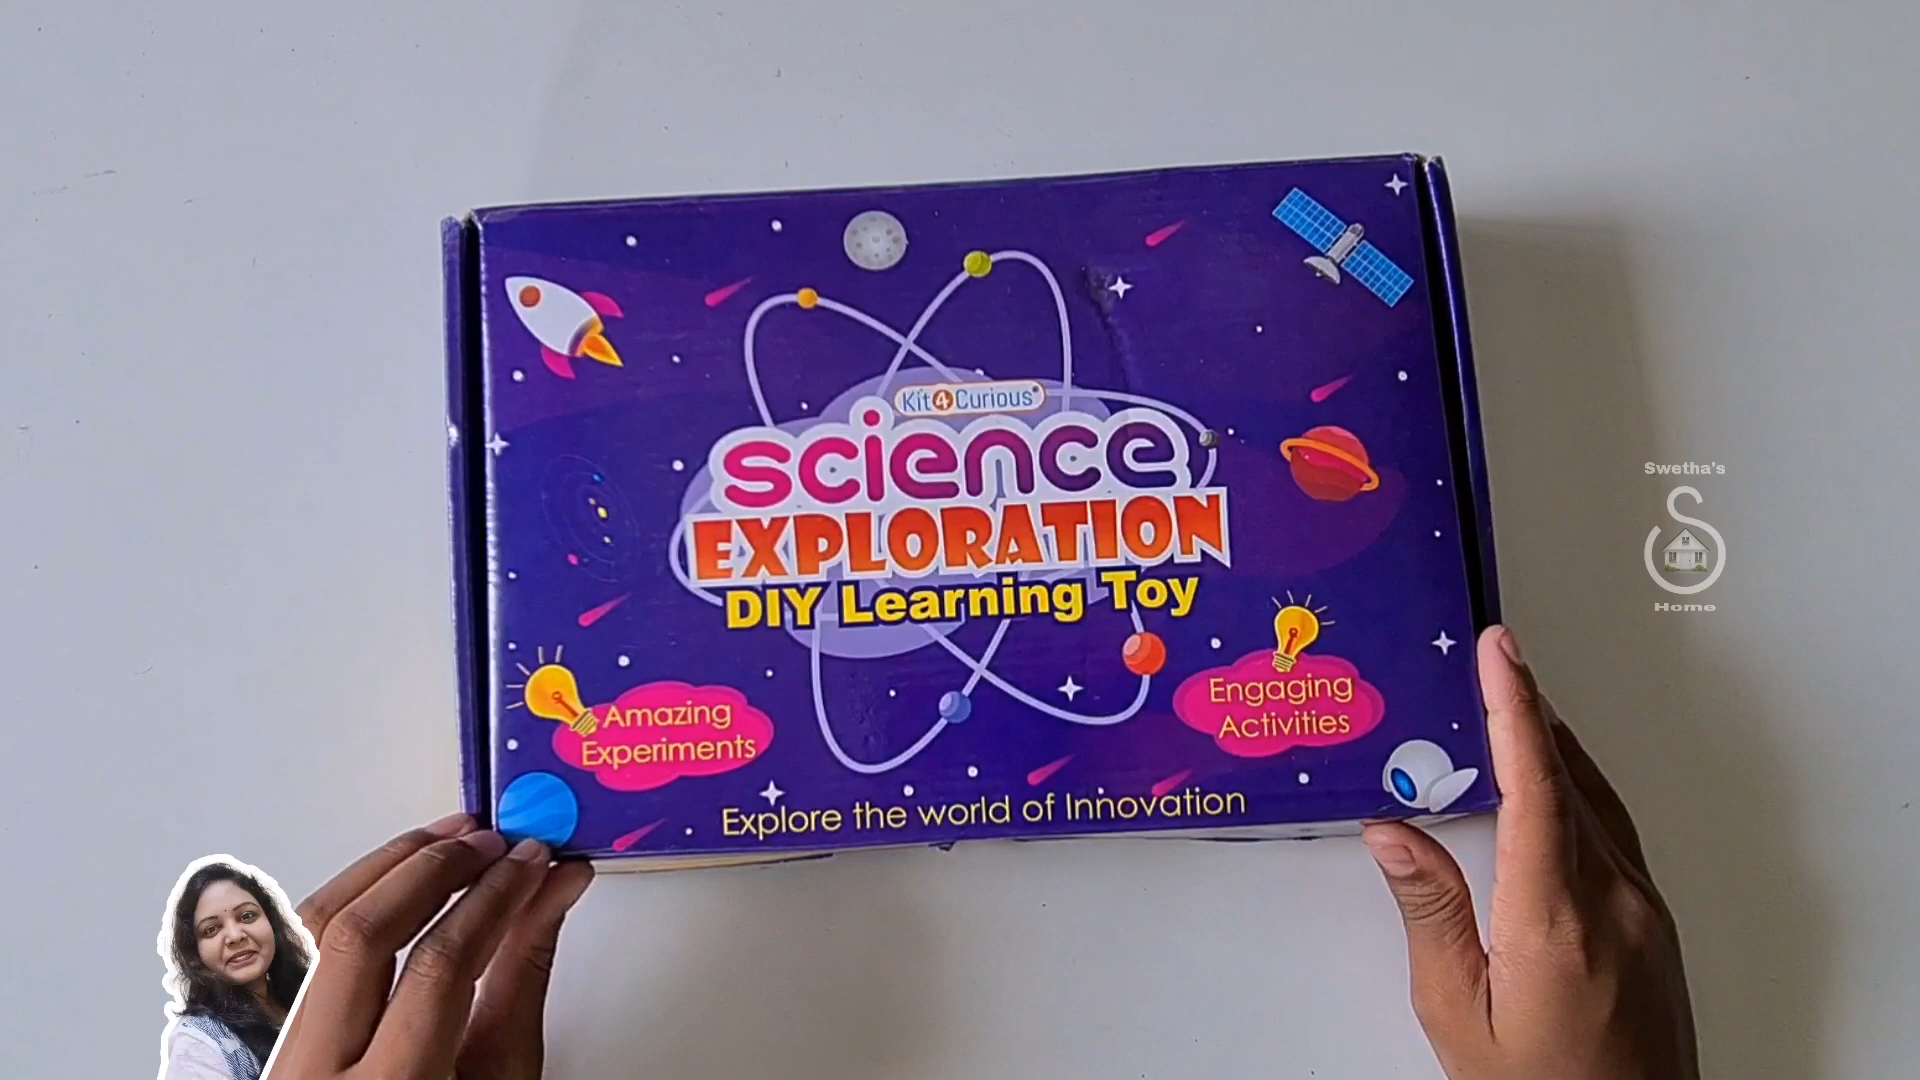 Kit4Curious
science
EXPLORATION
DIY Learning Toy
Amazing
Experiments
Engaging
Activities
Explore the world of Innovation
Swetha's
S
Home